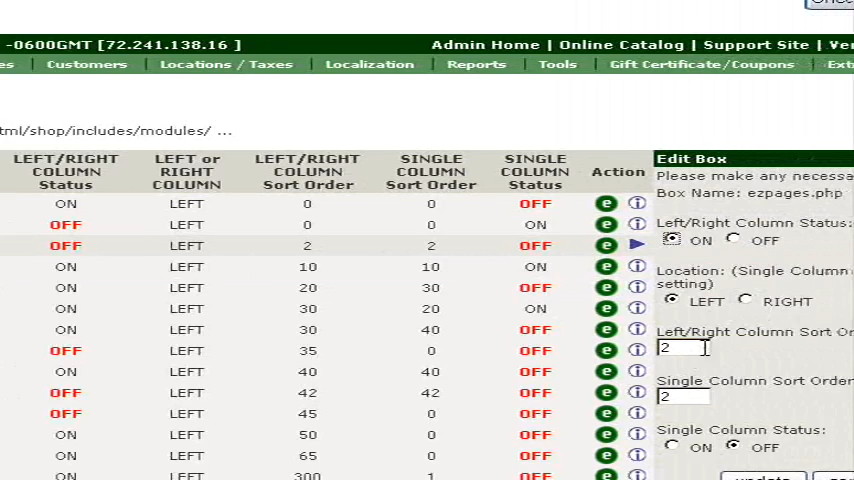 -0600GMT [72.241.138.16 ] Admin Home | Online Catalog | Support Site |
Customers | Locations / Taxes | Localization | Reports | Tools | Gift Certificate/Coupons |
/shop/includes/modules/ ...
LEFT/RIGHT COLUMN Status LEFT or RIGHT COLUMN LEFT/RIGHT COLUMN Sort Order SINGLE COLUMN Sort Order SINGLE COLUMN Status Action
ON LEFT 0 0 OFF e i
OFF LEFT 0 0 ON e i
OFF LEFT 2 2 OFF e
ON LEFT 10 10 ON e i
ON LEFT 20 30 OFF e i
ON LEFT 30 20 ON e i
ON LEFT 30 40 OFF e i
OFF LEFT 35 0 OFF e i
ON LEFT 40 40 OFF e i
OFF LEFT 42 42 OFF e i
OFF LEFT 45 0 OFF e i
ON LEFT 50 0 OFF e i
ON LEFT 65 0 OFF e i
ON LEFT 300 1 OFF e i
Edit Box
Please make any
Box Name: ezpages.php
Left/Right Column Status:
ON OFF
Location: (Single Column
setting)
LEFT RIGHT
Left/Right Column Sort
2
Single Column Sort Order
2
Single Column Status:
ON OFF
update